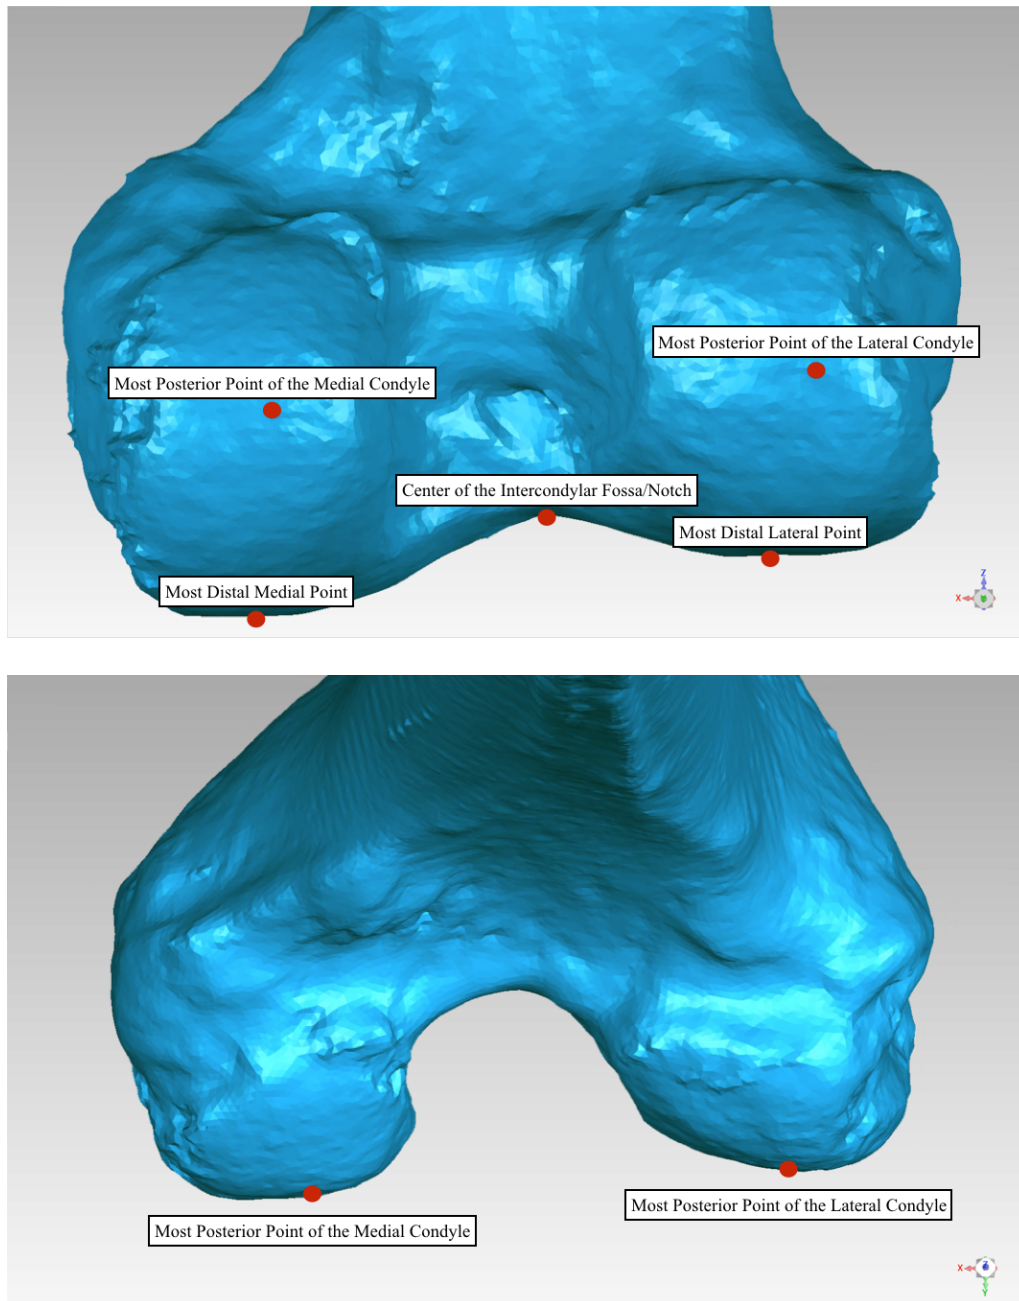 Most Posterior Point of the Lateral Condyle
Most Posterior Point of the Medial Condyle
Center of the Intercondylar Fossa/Notch
Most Distal Lateral Point
Most Distal Medial Point
Z
X
Most Posterior Point of the Lateral Condyle
Most Posterior Point of the Medial Condyle
X
Z
Y